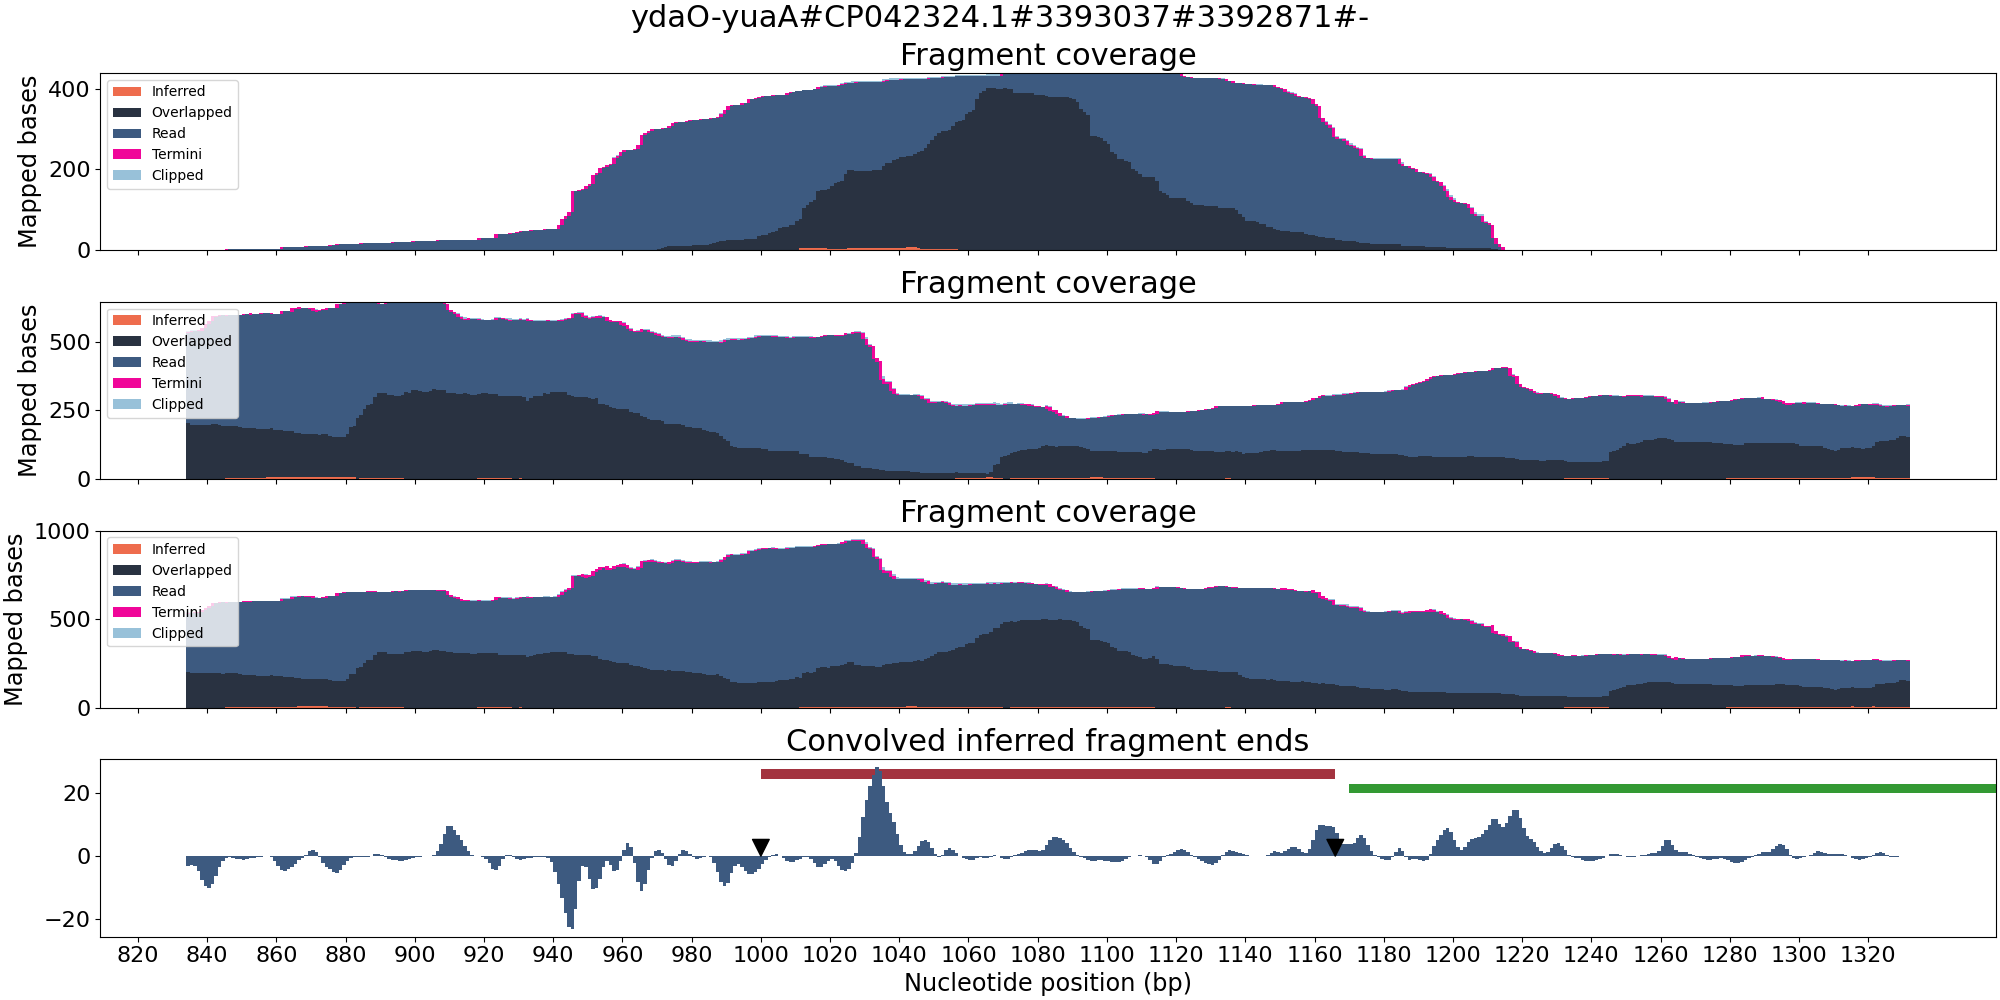 ydaO-yuaA#CP042324.1#3393037#3392871#-
Fragment coverage
Mapped bases
400
200
0
Inferred
Overlapped
Read
Termini
Clipped
Fragment coverage
Mapped bases
500
250
0
Inferred
Overlapped
Read
Termini
Clipped
Fragment coverage
Mapped bases
1000
500
0
Inferred
Overlapped
Read
Termini
Clipped
Convolved inferred fragment ends
20
0
−20
820 840 860 880 900 920 940 960 980 1000 1020 1040 1060 1080 1100 1120 1140 1160 1180 1200 1220 1240 1260 1280 1300 1320
Nucleotide position (bp)